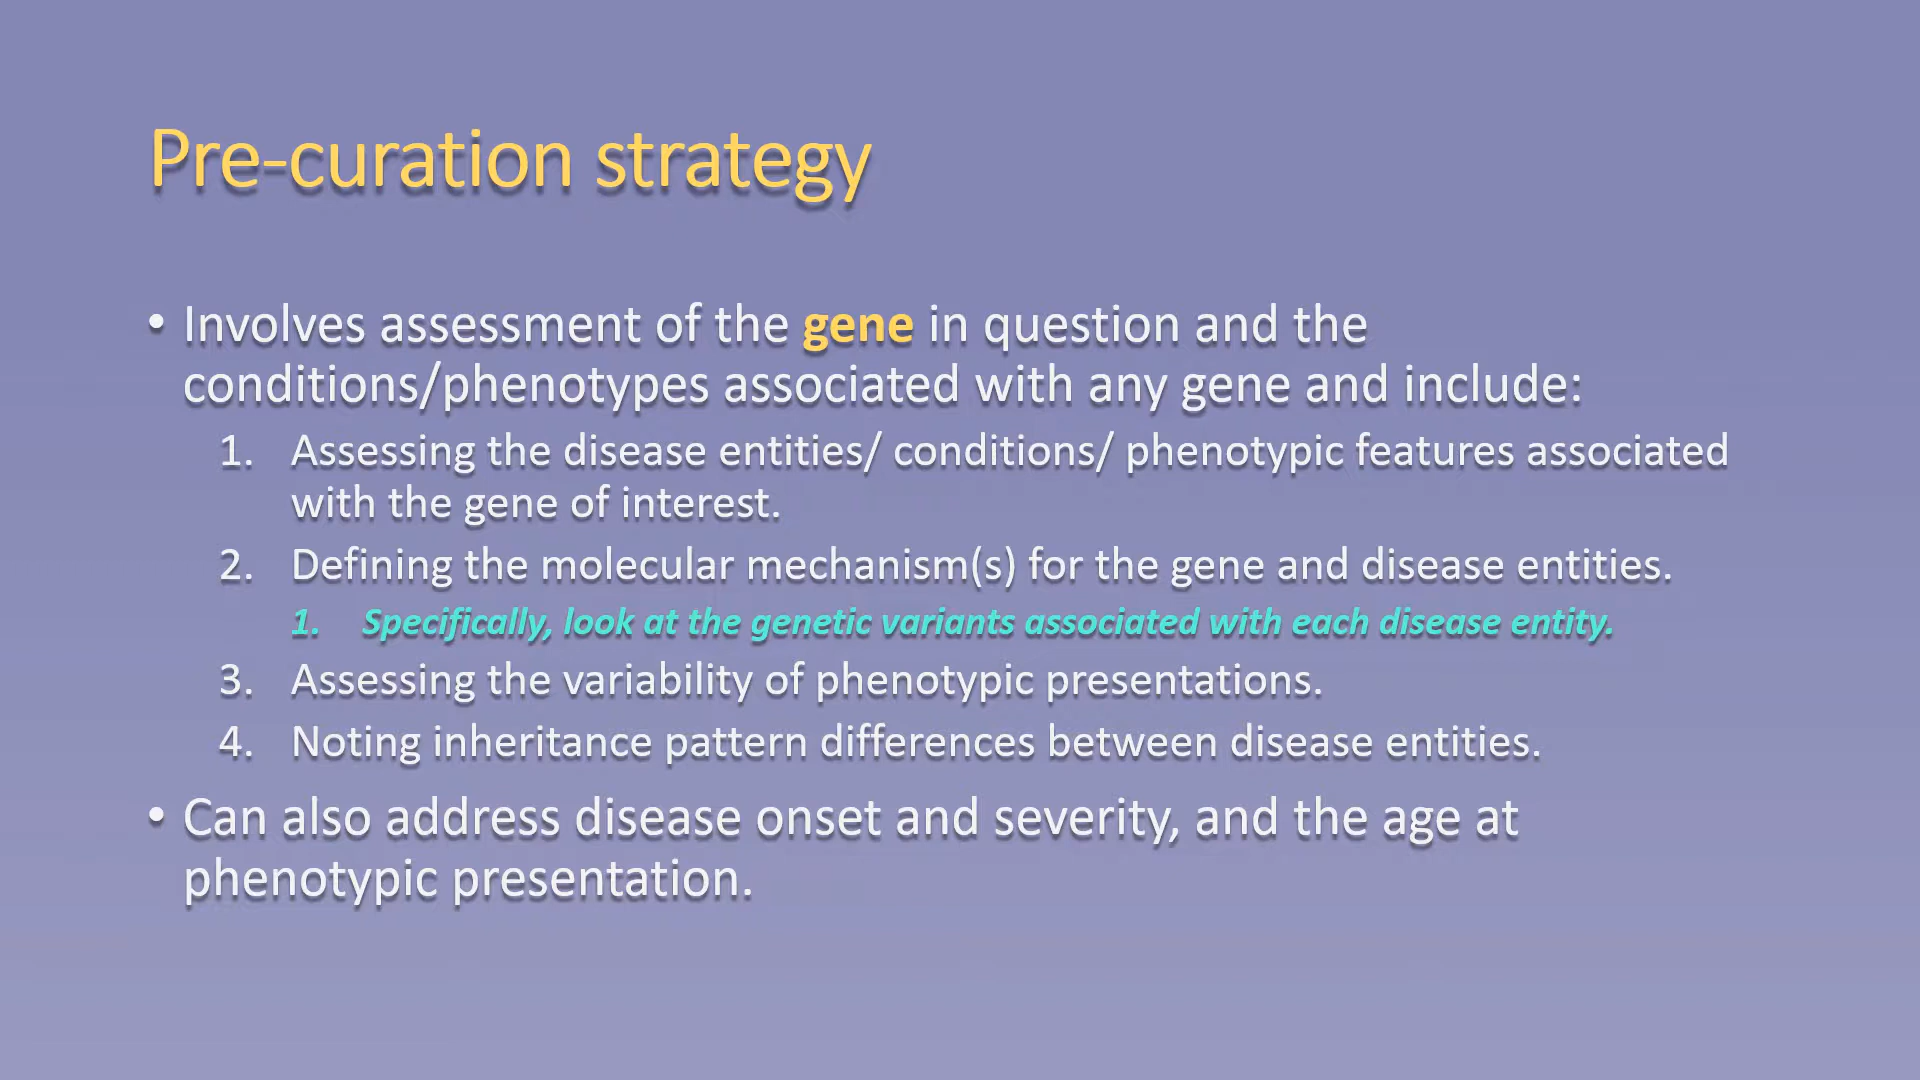 Pre-curation strategy
• Involves assessment of the gene in question and the
conditions/phenotypes associated with any gene and include:
1. Assessing the disease entities/ conditions/ phenotypic features associated
with the gene of interest.
2. Defining the molecular mechanism(s) for the gene and disease entities.
1. Specifically, look at the genetic variants associated with each disease entity.
3. Assessing the variability of phenotypic presentations.
4. Noting inheritance pattern differences between disease entities.
• Can also address disease onset and severity, and the age at
phenotypic presentation.